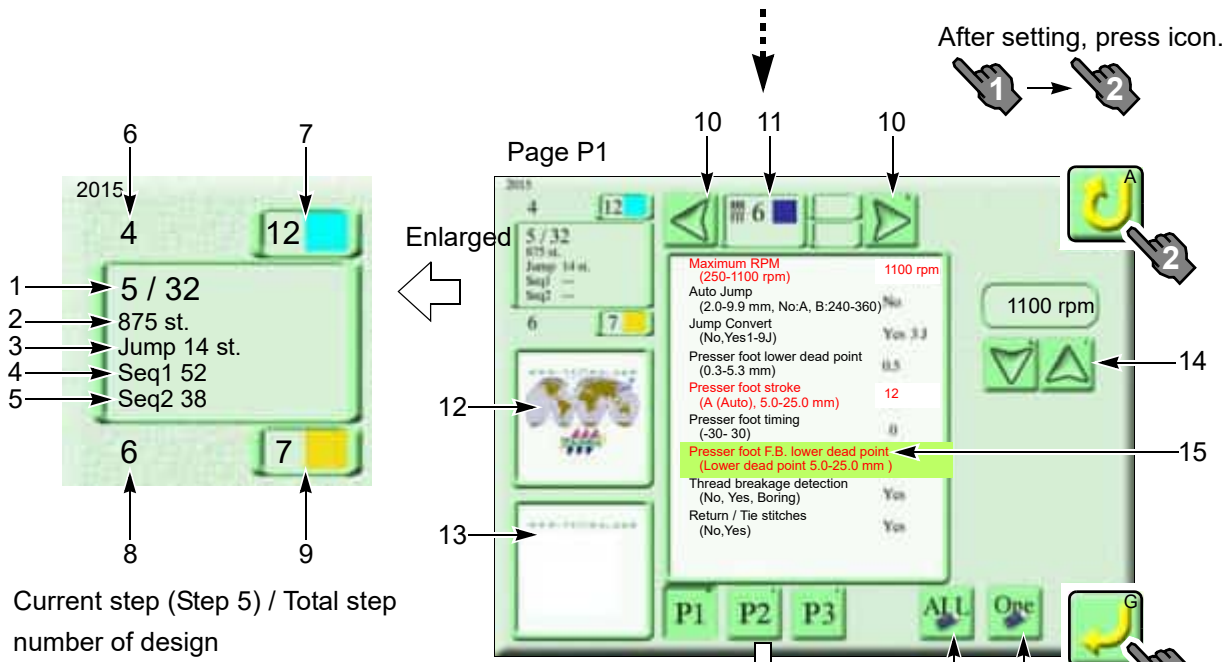 After setting, press icon.
1 → 2
6
7
10
11
10
Page P1
2015
4
12
Enlarged
5 / 32
875 st.
Jump 14 st.
Seq1 52
Seq2 38
1
2
3
4
5
6
7
8
9
2015
4
12
5 / 32
875 st.
Jump 14 st.
Seq1 ---
Seq2 ---
6
7
6
A
2
Maximum RPM
(250-1100 rpm)
1100 rpm
Auto Jump
(2.0-9.9 mm, No:A, B:240-360)
No
Jump Convert
(No,Yes1-9J)
Yes 3 J
Presser foot lower dead point
(0.3-5.3 mm)
0.5
Presser foot stroke
(A (Auto), 5.0-25.0 mm)
12
Presser foot timing
(-30- 30)
0
Presser foot F.B. lower dead point
(Lower dead point 5.0-25.0 mm )
Thread breakage detection
(No, Yes, Boring)
Yes
Return / Tie stitches
(No,Yes)
Yes
1100 rpm
14
15
12
13
P1
P2
P3
ALL
One
G
Current step (Step 5) / Total step
number of design